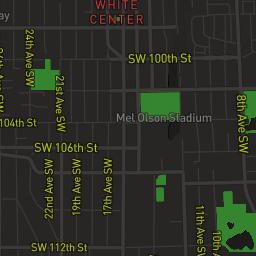 WHITE
CENTER
SW 100th St
24th Ave SW
21st Ave SW
8th Ave SW
Mel Olson Stadium
104th St
SW 106th St
22nd Ave SW
19th Ave SW
17th Ave SW
11th Ave SW
10th A
SW 112th St